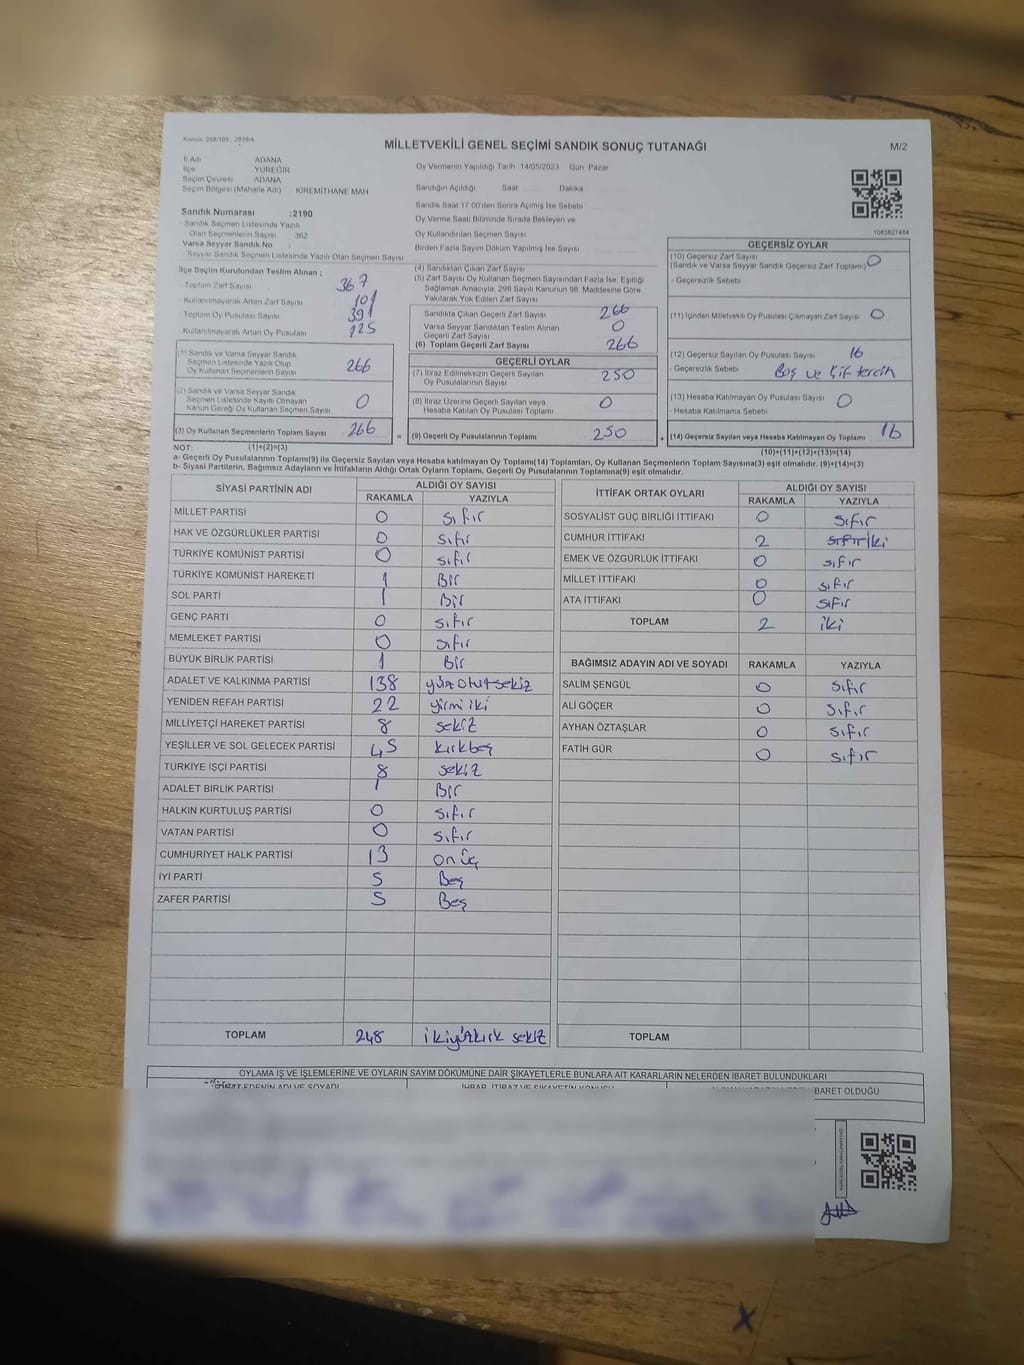 MİLLETVEKİLİ GENEL SEÇİMİ SANDIK SONUÇ TUTANAĞI
M/2
İl Adı ADANA
İlçe YÜREĞİR
Seçim Çevresi ADANA
Seçim Bölgesi (Mahalle Adı) KİREMİTHANE MAH
Sandık Numarası :2190
Sandık Seçmen Listesinde Yazılı
Olan Seçmenlerin Sayısı 362
Varsa Seyyar Sandık No :
Seyyar Sandık Seçmen Listesinde Yazılı Olan Seçmen Sayısı
Oy Vermenin Yapıldığı Tarih 14/05/2023 Gün Pazar
Sandığın Açıldığı Saat Dakika
Sandık Saat 17.00'den Sonra Açılmış İse Sebebi
Oy Verme Saati Bitiminde Sırada Bekleyen ve
Oy Kullandırılan Seçmen Sayısı
Birden Fazla Sayım Döküm Yapılmış İse Sayısı
1083827484
İlçe Seçim Kurulundan Teslim Alınan ;
Toplam Zarf Sayısı 367
Kullanılmayarak Artan Zarf Sayısı 101
Toplam Oy Pusulası Sayısı 391
Kullanılmayarak Artan Oy Pusulası 125
(1) Sandık ve Varsa Seyyar Sandık
Seçmen Listesinde Yazılı Olup
Oy Kullanan Seçmenlerin Sayısı 266
(2) Sandık ve Varsa Seyyar Sandık
Seçmen Listesinde Kayıtlı Olmayan
Kanun Gereği Oy Kullanan Seçmen Sayısı 0
(3) Oy Kullanan Seçmenlerin Toplam Sayısı 266
(4) Sandıktan Çıkan Zarf Sayısı
(5) Zarf Sayısı Oy Kullanan Seçmen Sayısından Fazla İse, Eşitliği
Sağlamak Amacıyla, 298 Sayılı Kanunun 98. Maddesine Göre
Yakılarak Yok Edilen Zarf Sayısı
Sandıkta Çıkan Geçerli Zarf Sayısı 266
Varsa Seyyar Sandıktan Teslim Alınan
Geçerli Zarf Sayısı 0
(6) Toplam Geçerli Zarf Sayısı 266
GEÇERLİ OYLAR
(7) İtiraz Edilmeksizin Geçerli Sayılan
Oy Pusulalarının Sayısı 250
(8) İtiraz Üzerine Geçerli Sayılan veya
Hesaba Katılan Oy Pusulası Toplamı 0
= (9) Geçerli Oy Pusulalarının Toplamı 250
GEÇERSİZ OYLAR
(10) Geçersiz Zarf Sayısı
(Sandık ve Varsa Seyyar Sandık Geçersiz Zarf Toplamı) 0
- Geçersizlik Sebebi
(11) İçinden Milletvekili Oy Pusulası Çıkmayan Zarf Sayısı 0
(12) Geçersiz Sayılan Oy Pusulası Sayısı 16
- Geçersizlik Sebebi Boş ve Çift tercih
(13) Hesaba Katılmayan Oy Pusulası Sayısı 0
- Hesaba Katılmama Sebebi
+ (14) Geçersiz Sayılan veya Hesaba Katılmayan Oy Toplamı 16
NOT: (1)+(2)=(3) (10)+(11)+(12)+(13)=(14)
a- Geçerli Oy Pusulalarının Toplamı(9) ile Geçersiz Sayılan veya Hesaba katılmayan Oy Toplamı(14) Toplamları, Oy Kullanan Seçmenlerin Toplam Sayısına(3) eşit olmalıdır. (9)+(14)=(3)
b- Siyasi Partilerin, Bağımsız Adayların ve İttifakların Aldığı Ortak Oyların Toplamı, Geçerli Oy Pusulalarının Toplamına(9) eşit olmalıdır.
SİYASİ PARTİNİN ADI ALDIĞI OY SAYISI
RAKAMLA YAZIYLA
MİLLET PARTİSİ 0 sıfır
HAK VE ÖZGÜRLÜKLER PARTİSİ 0 sıfır
TÜRKİYE KOMÜNİST PARTİSİ 0 sıfır
TÜRKİYE KOMÜNİST HAREKETİ 1 Bir
SOL PARTİ 1 Bir
GENÇ PARTİ 0 sıfır
MEMLEKET PARTİSİ 0 sıfır
BÜYÜK BİRLİK PARTİSİ 1 Bir
ADALET VE KALKINMA PARTİSİ 138 yüzotuzsekiz
YENİDEN REFAH PARTİSİ 22 yirmi iki
MİLLİYETÇİ HAREKET PARTİSİ 8 sekiz
YEŞİLLER VE SOL GELECEK PARTİSİ 45 kırkbeş
TÜRKİYE İŞÇİ PARTİSİ 8 sekiz
ADALET BİRLİK PARTİSİ 1 Bir
HALKIN KURTULUŞ PARTİSİ 0 sıfır
VATAN PARTİSİ 0 sıfır
CUMHURİYET HALK PARTİSİ 13 on üç
İYİ PARTİ 5 Beş
ZAFER PARTİSİ 5 Beş
TOPLAM 248 ikiyüzkırk sekiz
İTTİFAK ORTAK OYLARI ALDIĞI OY SAYISI
RAKAMLA YAZIYLA
SOSYALİST GÜÇ BİRLİĞİ İTTİFAKI 0 sıfır
CUMHUR İTTİFAKI 2 sıfır iki
EMEK VE ÖZGÜRLÜK İTTİFAKI 0 sıfır
MİLLET İTTİFAKI 0 sıfır
ATA İTTİFAKI 0 sıfır
TOPLAM 2 iki
BAĞIMSIZ ADAYIN ADI VE SOYADI RAKAMLA YAZIYLA
SALİM ŞENGÜL 0 sıfır
ALİ GÖÇER 0 sıfır
AYHAN ÖZTAŞLAR 0 sıfır
FATİH GÜR 0 sıfır
TOPLAM
OYLAMA İŞ VE İŞLEMLERİNE VE OYLARIN SAYIM DÖKÜMÜNE DAİR ŞİKAYETLERLE BUNLARA AİT KARARLARIN NELERDEN İBARET BULUNDUKLARI
İTİRAZ EDENİN ADI VE SOYADI İHBAR, İTİRAZ VE ŞİKAYETİN KONUSU İBARET OLDUĞU